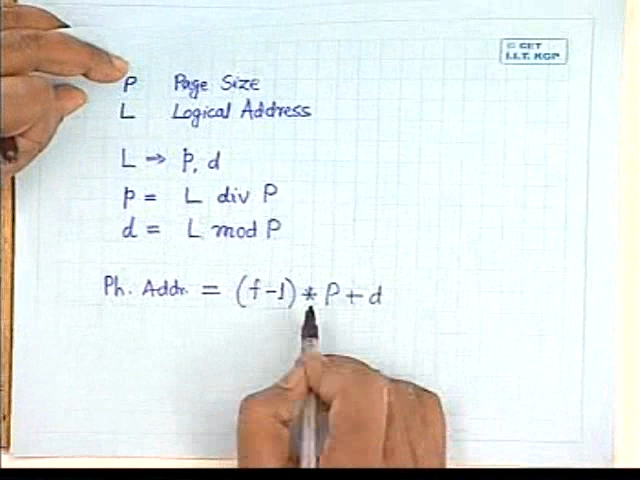 © CET
I.I.T. KGP
P Page Size
L Logical Address
L → p, d
p = L div P
d = L mod P
Ph. Addr. = (f-1) * P + d